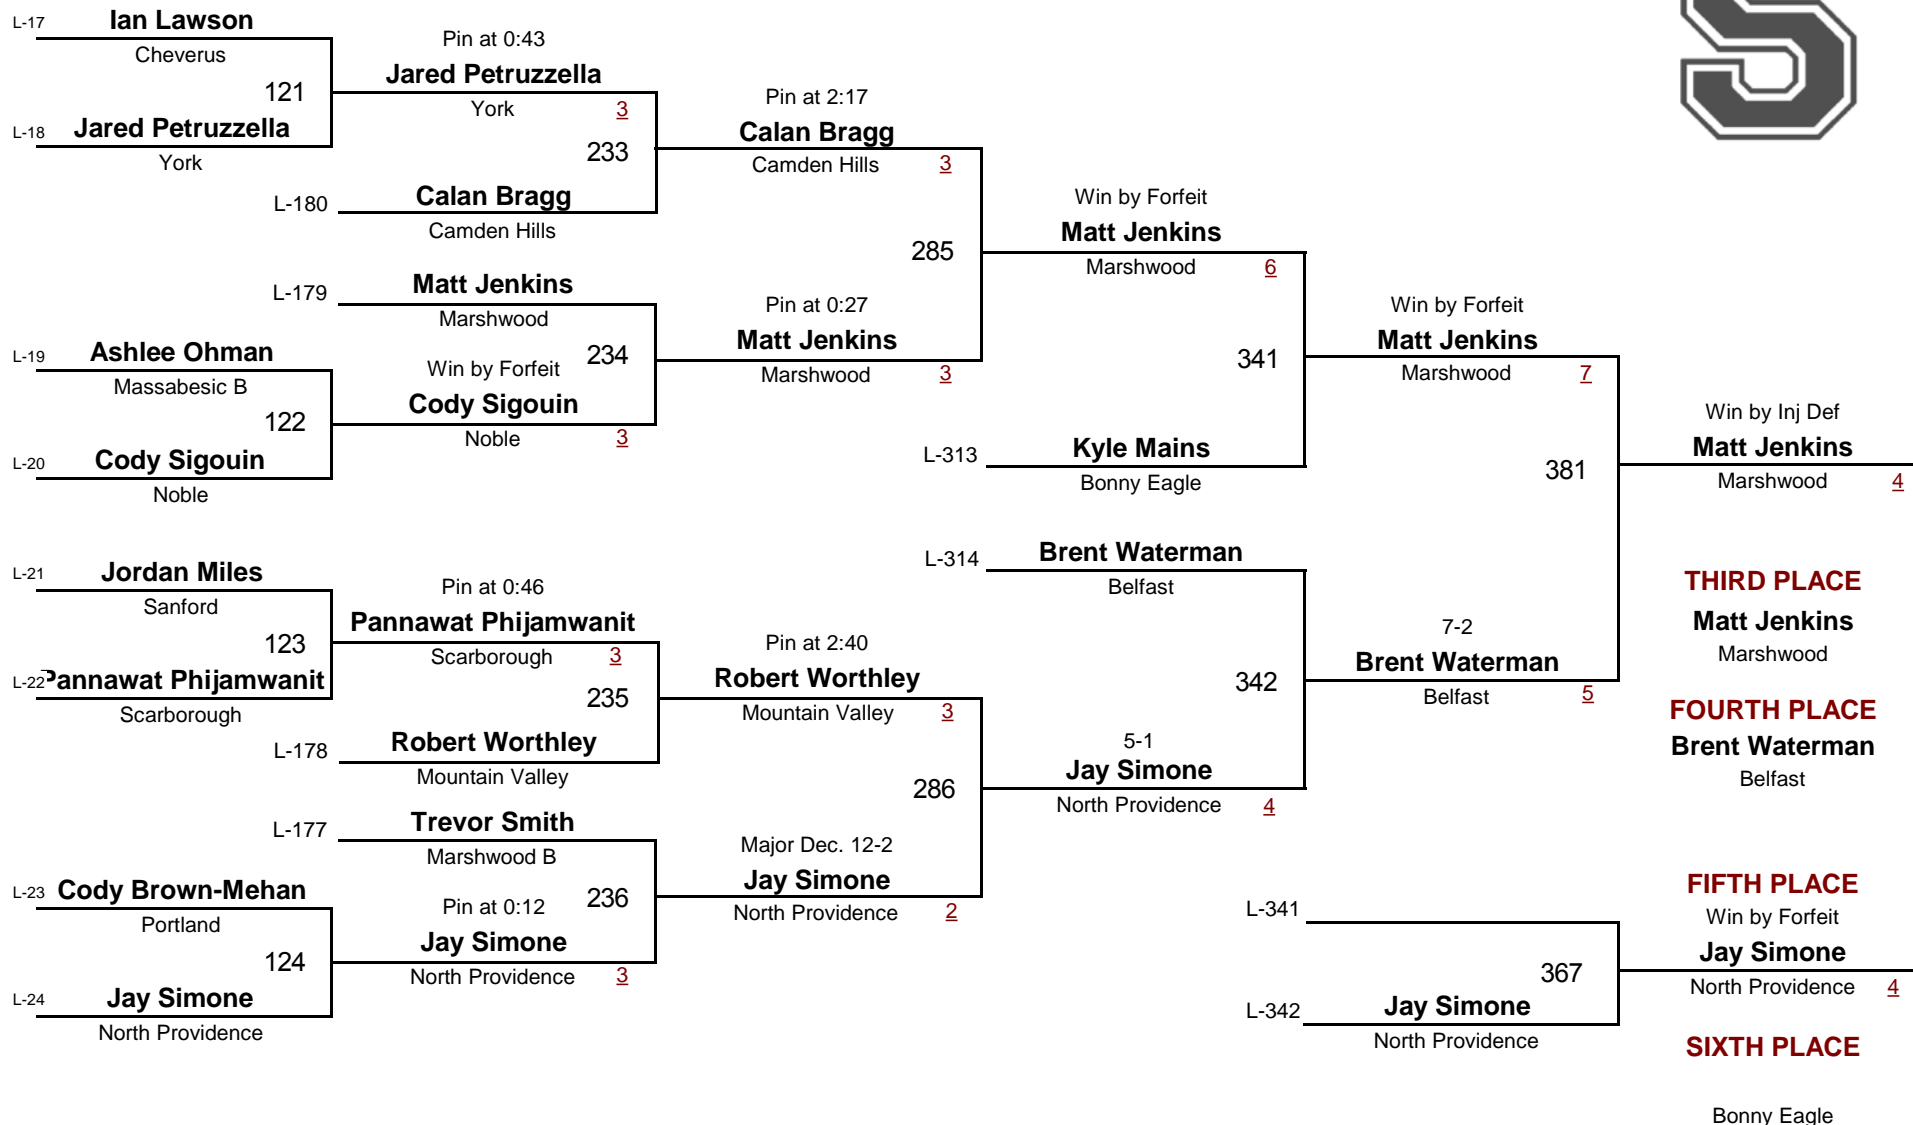 L-17 Ian Lawson
Cheverus
121
L-18 Jared Petruzzella
York
Pin at 0:43
Jared Petruzzella
York 3
233
L-180 Calan Bragg
Camden Hills
Pin at 2:17
Calan Bragg
Camden Hills 3
285
L-179 Matt Jenkins
Marshwood
234
L-19 Ashlee Ohman
Massabesic B
122
L-20 Cody Sigouin
Noble
Win by Forfeit
Cody Sigouin
Noble 3
Pin at 0:27
Matt Jenkins
Marshwood 3
Win by Forfeit
Matt Jenkins
Marshwood 6
341
L-313 Kyle Mains
Bonny Eagle
Win by Forfeit
Matt Jenkins
Marshwood 7
381
Win by Inj Def
Matt Jenkins
Marshwood 4
L-21 Jordan Miles
Sanford
123
L-22 Pannawat Phijamwanit
Scarborough
Pin at 0:46
Pannawat Phijamwanit
Scarborough 3
235
L-178 Robert Worthley
Mountain Valley
Pin at 2:40
Robert Worthley
Mountain Valley 3
286
L-177 Trevor Smith
Marshwood B
236
L-23 Cody Brown-Mehan
Portland
124
L-24 Jay Simone
North Providence
Pin at 0:12
Jay Simone
North Providence 3
Major Dec. 12-2
Jay Simone
North Providence 2
L-314 Brent Waterman
Belfast
342
5-1
Jay Simone
North Providence 4
7-2
Brent Waterman
Belfast 5
THIRD PLACE
Matt Jenkins
Marshwood
FOURTH PLACE
Brent Waterman
Belfast
L-341
367
L-342 Jay Simone
North Providence
FIFTH PLACE
Win by Forfeit
Jay Simone
North Providence 4
SIXTH PLACE
Bonny Eagle
S